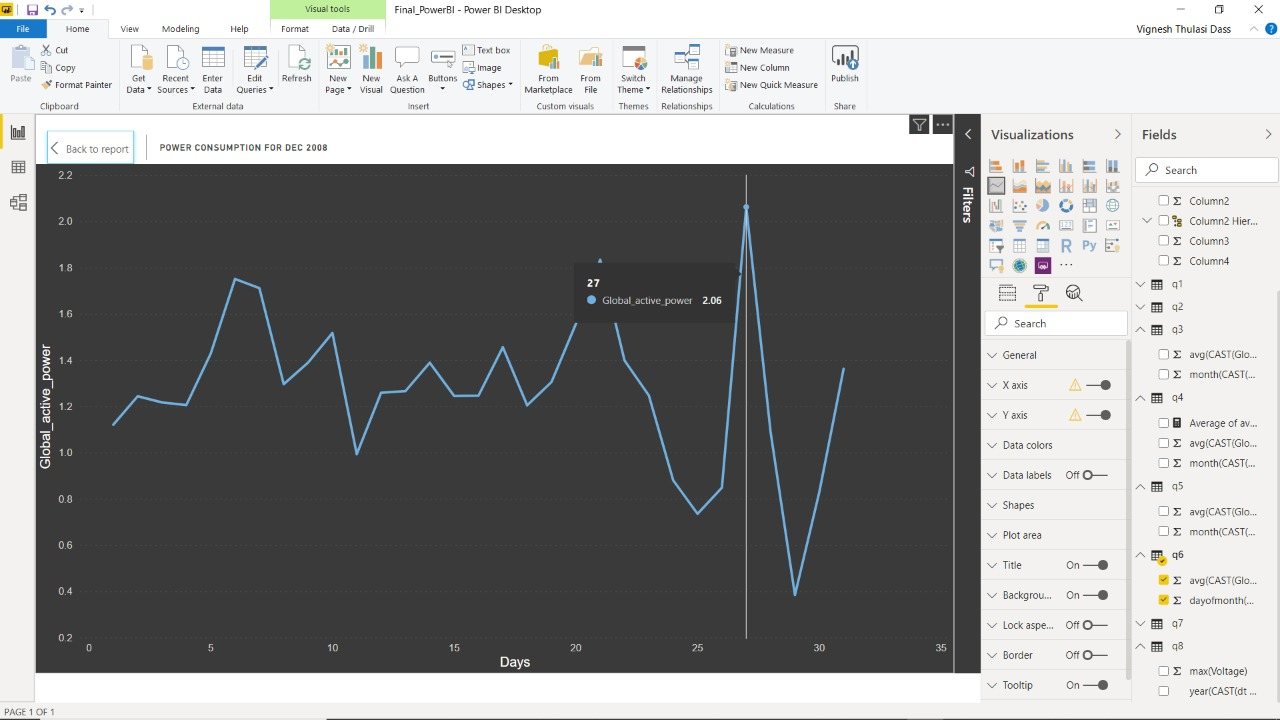 Visual tools
Final_PowerBI - Power BI Desktop
File Home View Modeling Help Format Data / Drill
Vignesh Thulasi Dass
Paste
Cut
Copy
Format Painter
Clipboard
Get Data
Recent Sources
Enter Data
Edit Queries
Refresh
External data
New Page
New Visual
Ask A Question
Buttons
Text box
Image
Shapes
Insert
From Marketplace
From File
Custom visuals
Switch Theme
Themes
Manage Relationships
Relationships
New Measure
New Column
New Quick Measure
Calculations
Publish
Share
Back to report
POWER CONSUMPTION FOR DEC 2008
2.2
2.0
1.8
1.6
1.4
1.2
1.0
0.8
0.6
0.4
0.2
Global_active_power
27
Global_active_power 2.06
0 5 10 15 20 25 30 35
Days
Filters
Visualizations
R Py
Search
General
X axis
Y axis
Data colors
Data labels Off
Shapes
Plot area
Title On
Backgrou... On
Lock aspe... Off
Border Off
Tooltip On
Fields
Search
Column2
Column2 Hier...
Column3
Column4
q1
q2
q3
avg(CAST(Glo...
month(CAST(...
q4
Average of av...
avg(CAST(Glo...
month(CAST(...
q5
avg(CAST(Glo...
month(CAST(...
q6
avg(CAST(Glo...
dayofmonth(...
q7
q8
max(Voltage)
year(CAST(dt ...
PAGE 1 OF 1